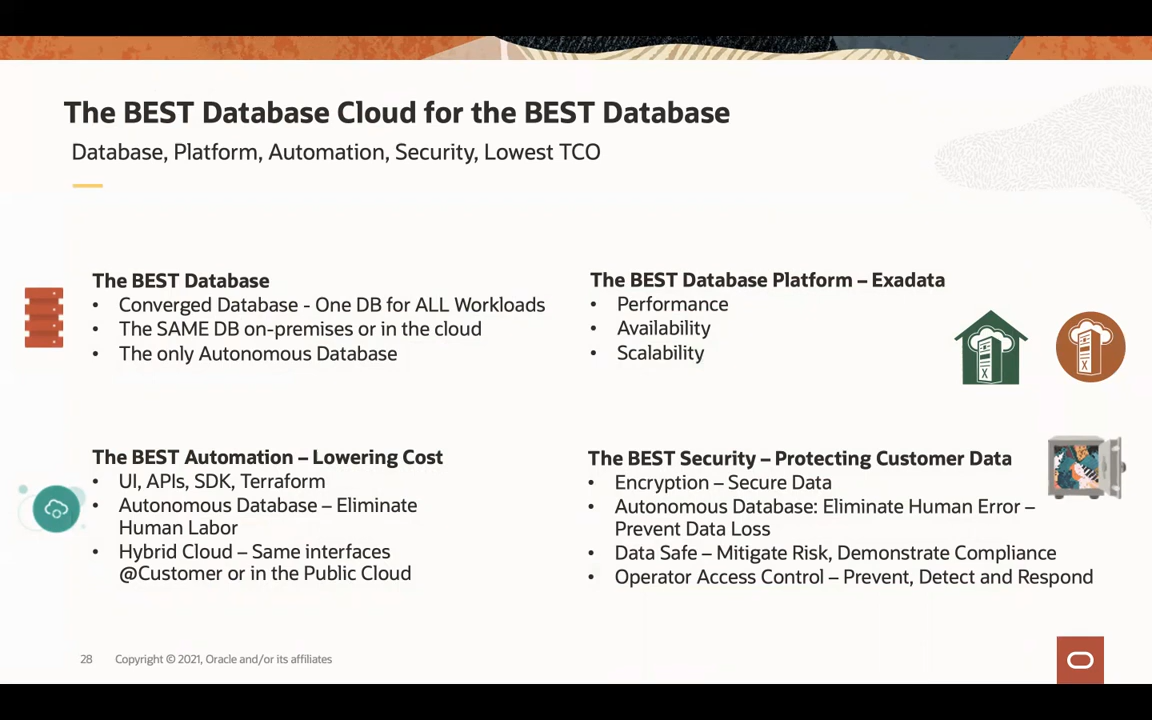 The BEST Database Cloud for the BEST Database
Database, Platform, Automation, Security, Lowest TCO
The BEST Database
• Converged Database - One DB for ALL Workloads
• The SAME DB on-premises or in the cloud
• The only Autonomous Database
The BEST Database Platform – Exadata
• Performance
• Availability
• Scalability
X
X
The BEST Automation – Lowering Cost
• UI, APIs, SDK, Terraform
• Autonomous Database – Eliminate
Human Labor
• Hybrid Cloud – Same interfaces
@Customer or in the Public Cloud
The BEST Security – Protecting Customer Data
• Encryption – Secure Data
• Autonomous Database: Eliminate Human Error –
Prevent Data Loss
• Data Safe – Mitigate Risk, Demonstrate Compliance
• Operator Access Control – Prevent, Detect and Respond
28 Copyright © 2021, Oracle and/or its affiliates